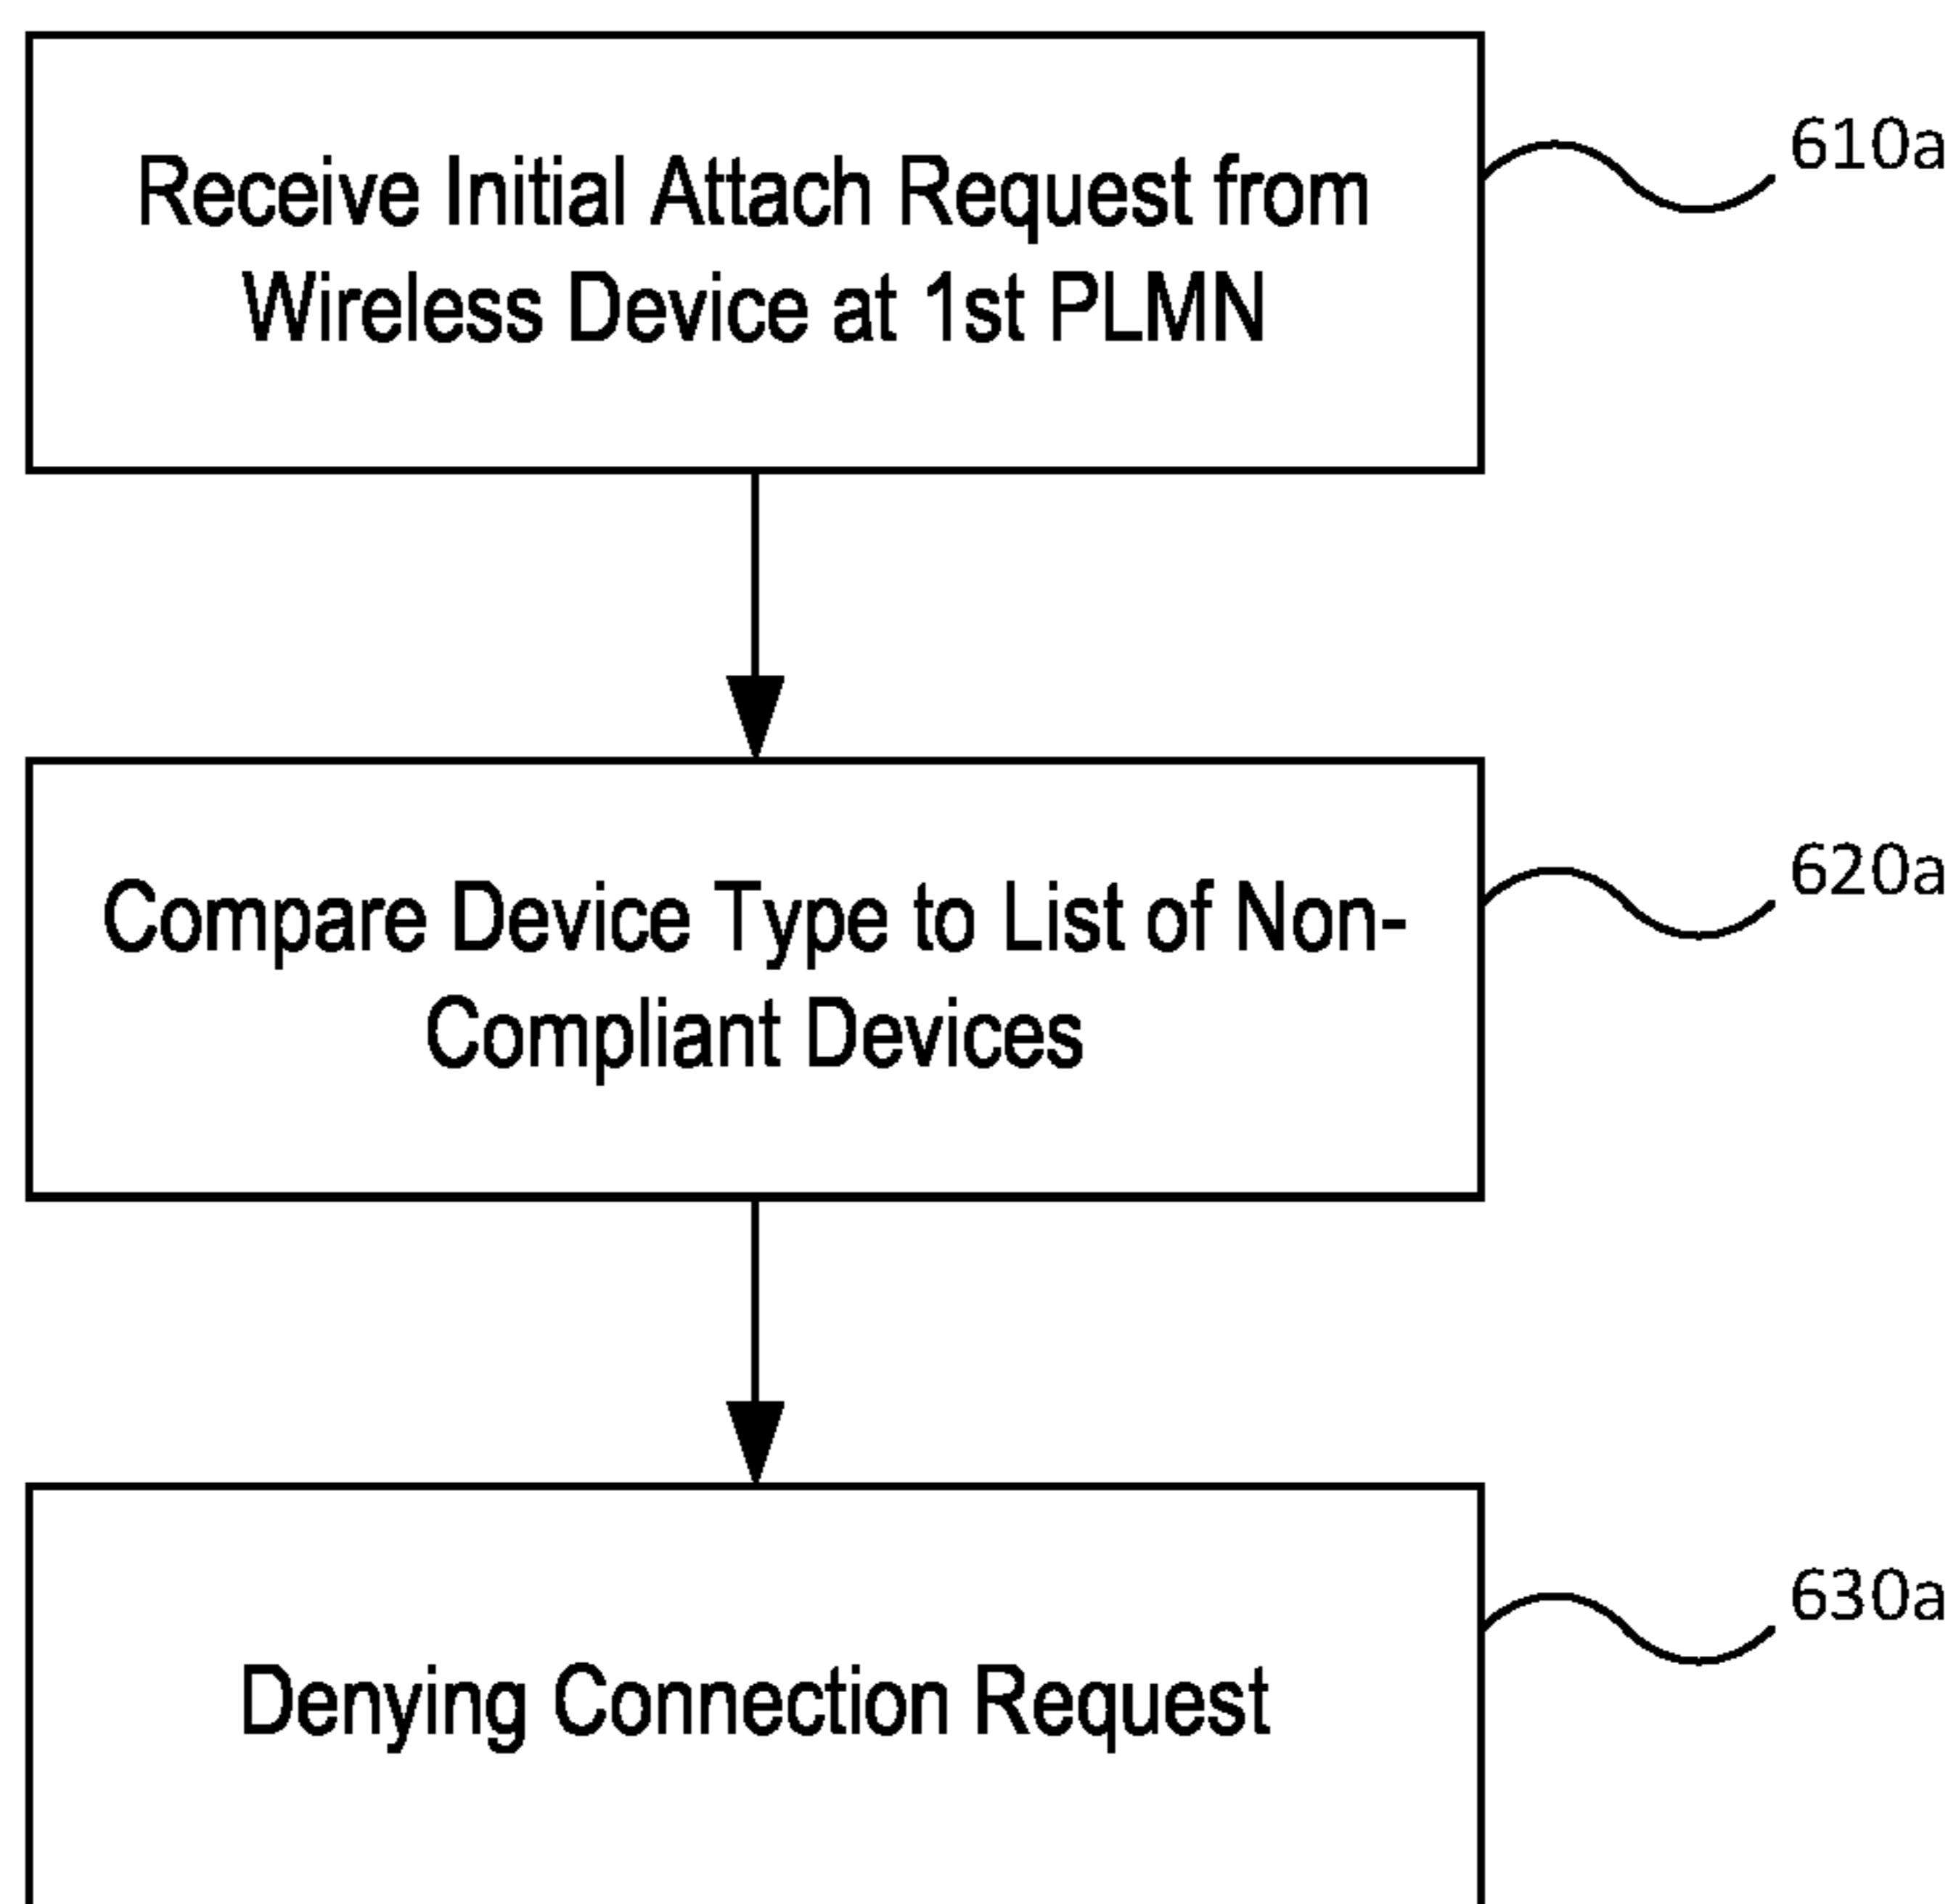 Receive Initial Attach Request from
Wireless Device at 1st PLMN
610a
Compare Device Type to List of Non-
Compliant Devices
620a
Denying Connection Request
630a